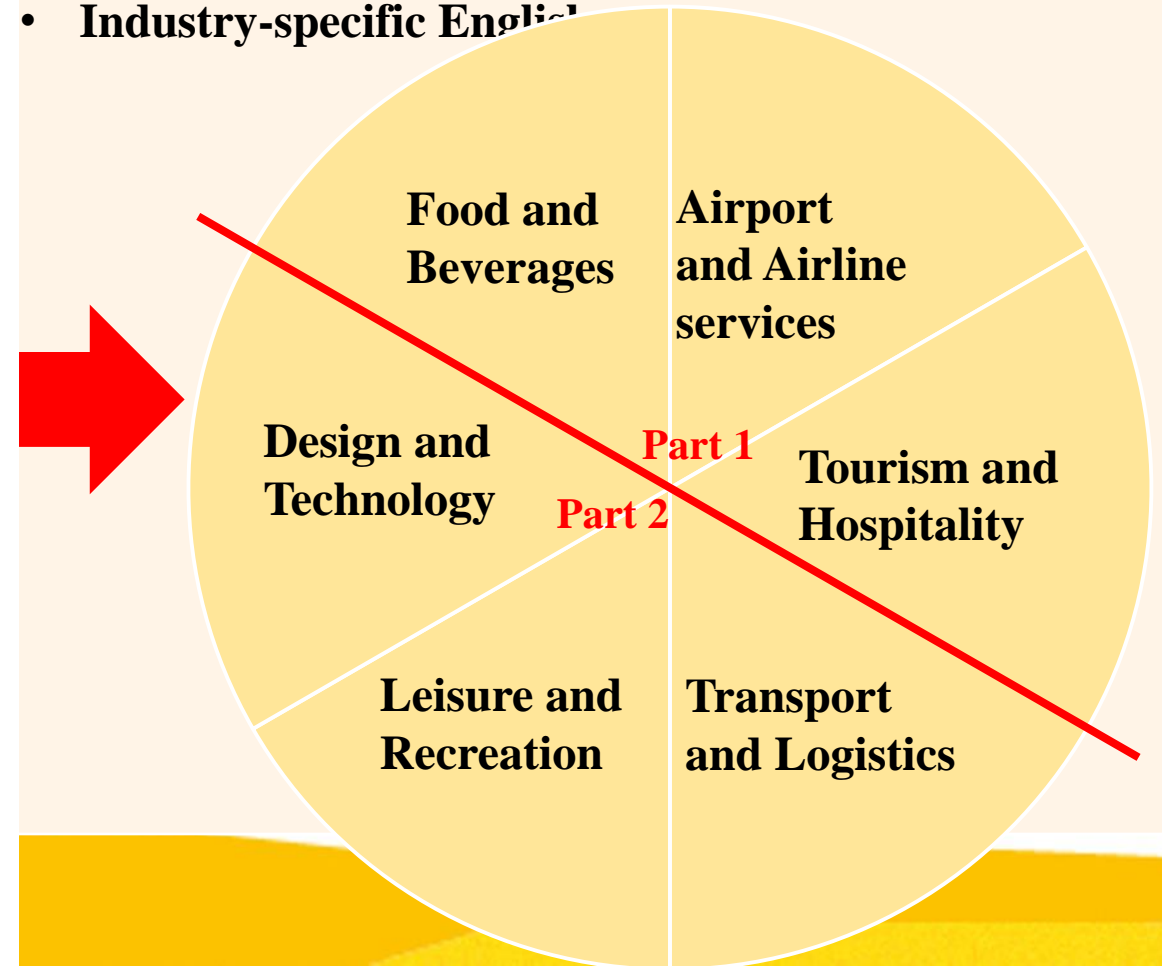 • Industry-specific English
Food and
Beverages
Airport
and Airline
services
Part 1
Tourism and
Hospitality
Design and
Technology
Part 2
Leisure and
Recreation
Transport
and Logistics